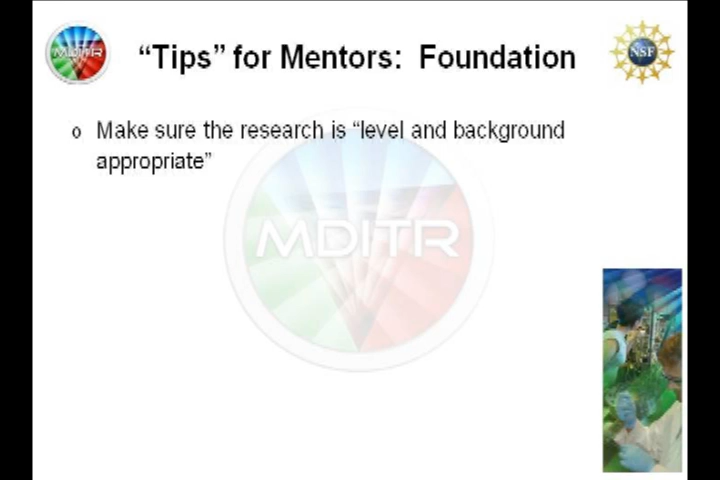 MDITR
"Tips" for Mentors: Foundation
NSF
o Make sure the research is "level and background
appropriate"
MDITR